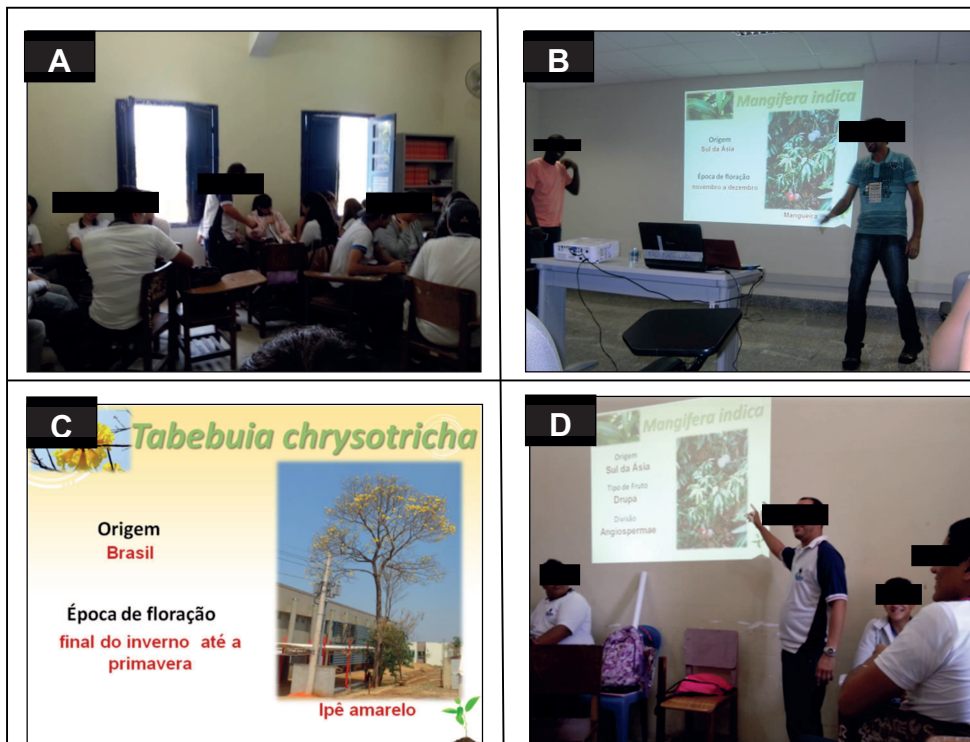 A
B
Mangifera indica
Origem
Sul da Ásia
Época de floração
novembro a dezembro
Mangueira
C
Tabebuia chrysotricha
Origem
Brasil
Época de floração
final do inverno até a
primavera
Ipê amarelo
D
Mangifera indica
Origem
Sul da Ásia
Tipo de Fruto
Drupa
Divisão
Angiospermae